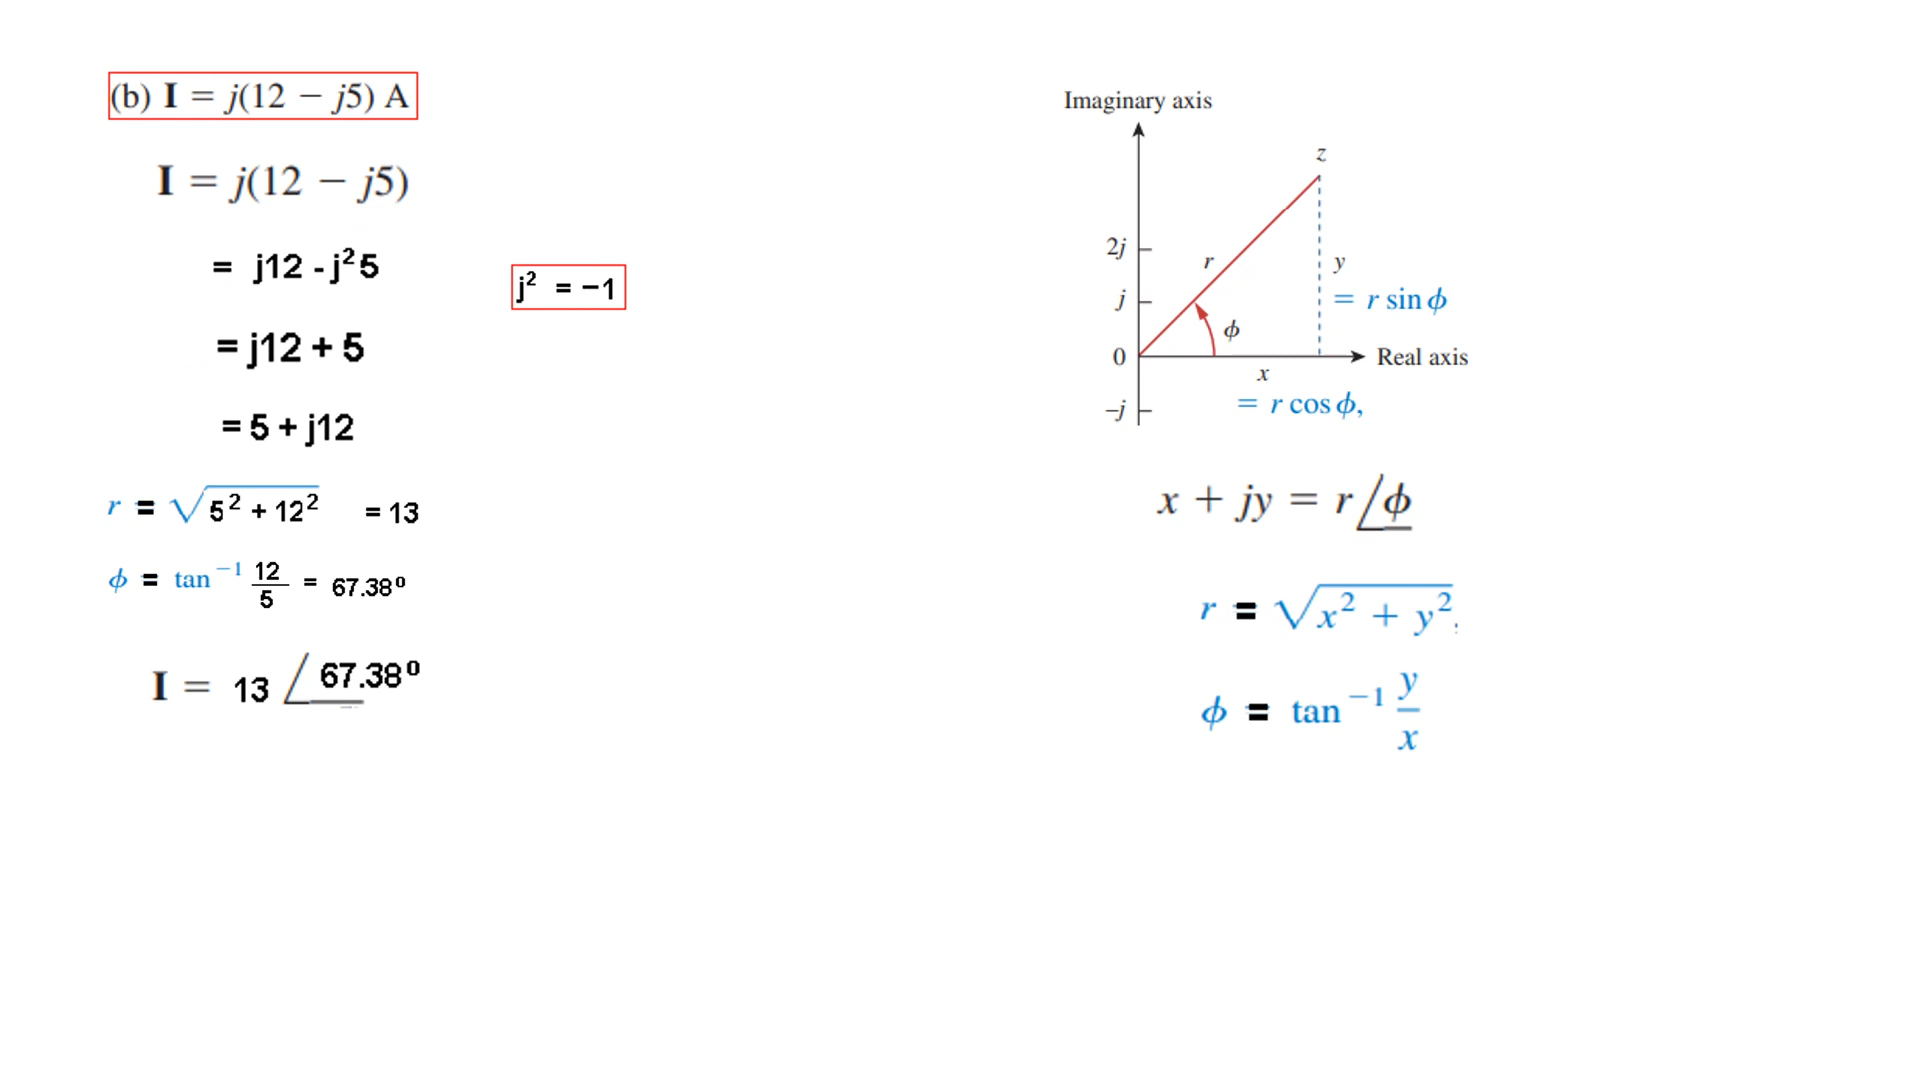 (b) I = j(12 − j5) A
I = j(12 − j5)
= j12 - j²5
j² = −1
= j12 + 5
= 5 + j12
r = √5² + 12² = 13
ϕ = tan⁻¹ 12/5 = 67.38⁰
I = 13 ∠67.38⁰
Imaginary axis
z
2j
r
y
j
= r sin ϕ
ϕ
0
Real axis
x
−j
= r cos ϕ,
x + jy = r∠ϕ
r = √x² + y²,
ϕ = tan⁻¹ y/x